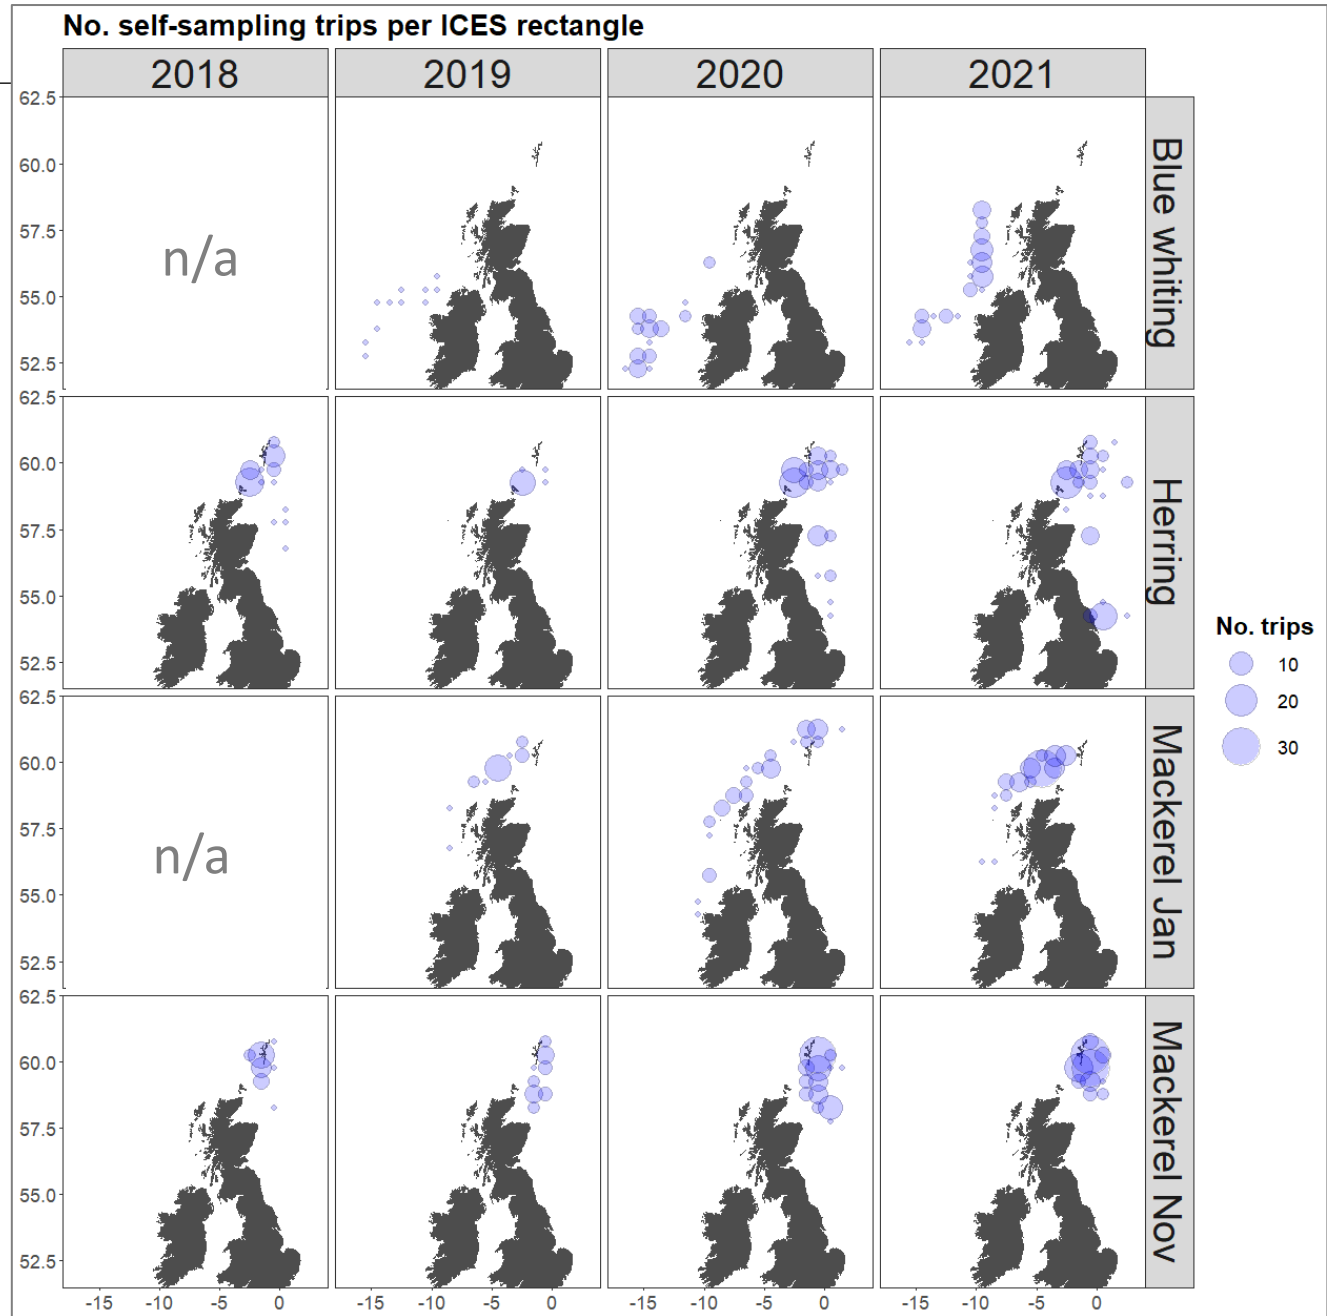 No. self-sampling trips per ICES rectangle
2018 2019 2020 2021
62.5
60.0
57.5
55.0
52.5
n/a
Blue whiting
62.5
60.0
57.5
55.0
52.5
Herring
No. trips
10
20
30
62.5
60.0
57.5
55.0
52.5
n/a
Mackerel Jan
62.5
60.0
57.5
55.0
52.5
Mackerel Nov
-15 -10 -5 0 -15 -10 -5 0 -15 -10 -5 0 -15 -10 -5 0